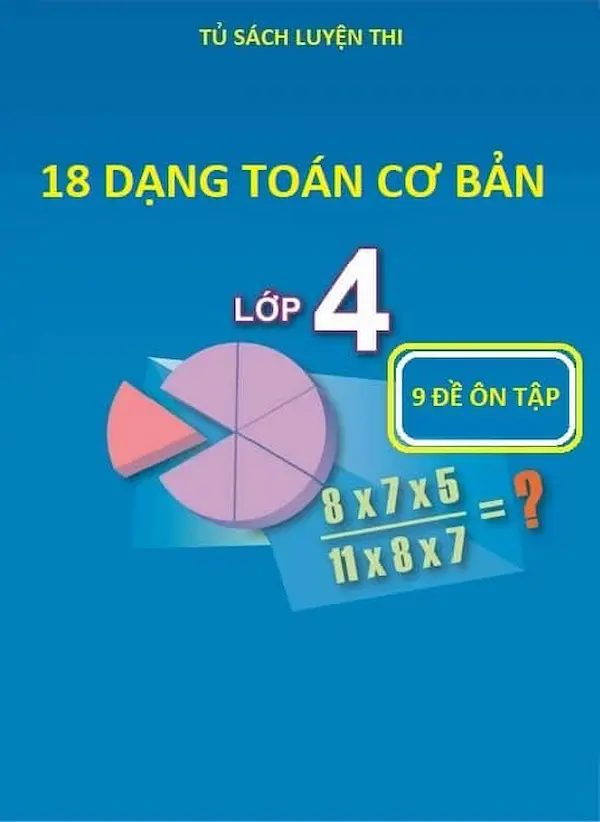 TỦ SÁCH LUYỆN THI
18 DẠNG TOÁN CƠ BẢN
LỚP 4
9 ĐỀ ÔN TẬP
8 x 7 x 5
11 x 8 x 7
= ?